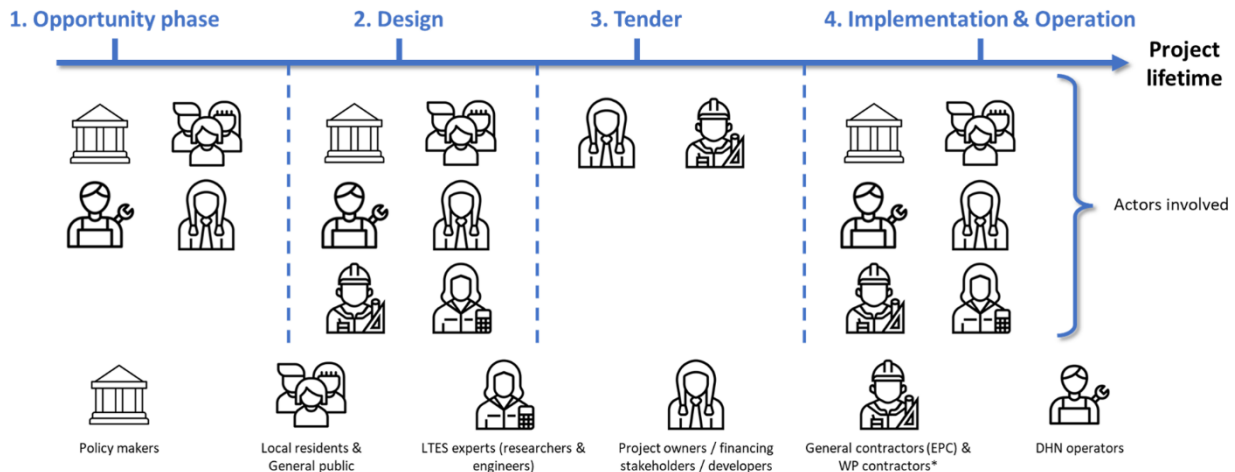 1. Opportunity phase
2. Design
3. Tender
4. Implementation & Operation
Project
lifetime
Actors involved
Policy makers
Local residents &
General public
LTES experts (researchers &
engineers)
Project owners / financing
stakeholders / developers
General contractors (EPC) &
WP contractors*
DHN operators